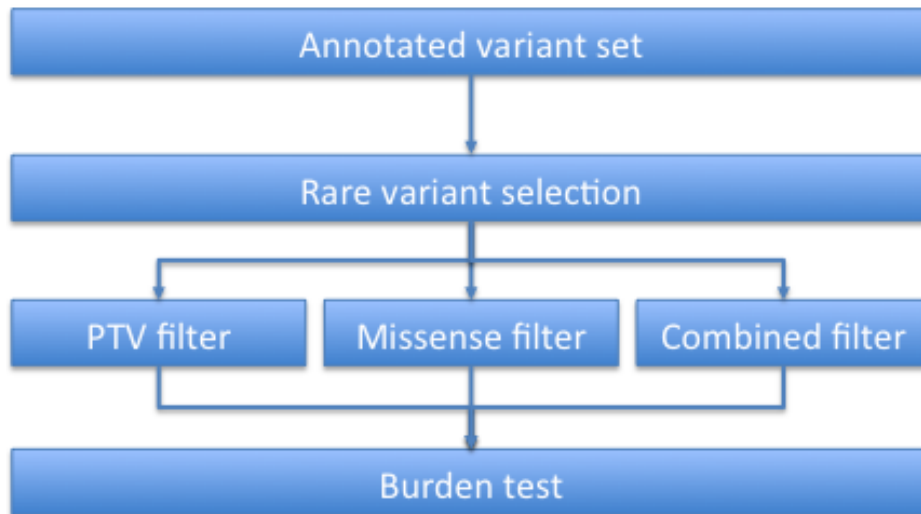 Annotated variant set
Rare variant selection
PTV filter
Missense filter
Combined filter
Burden test